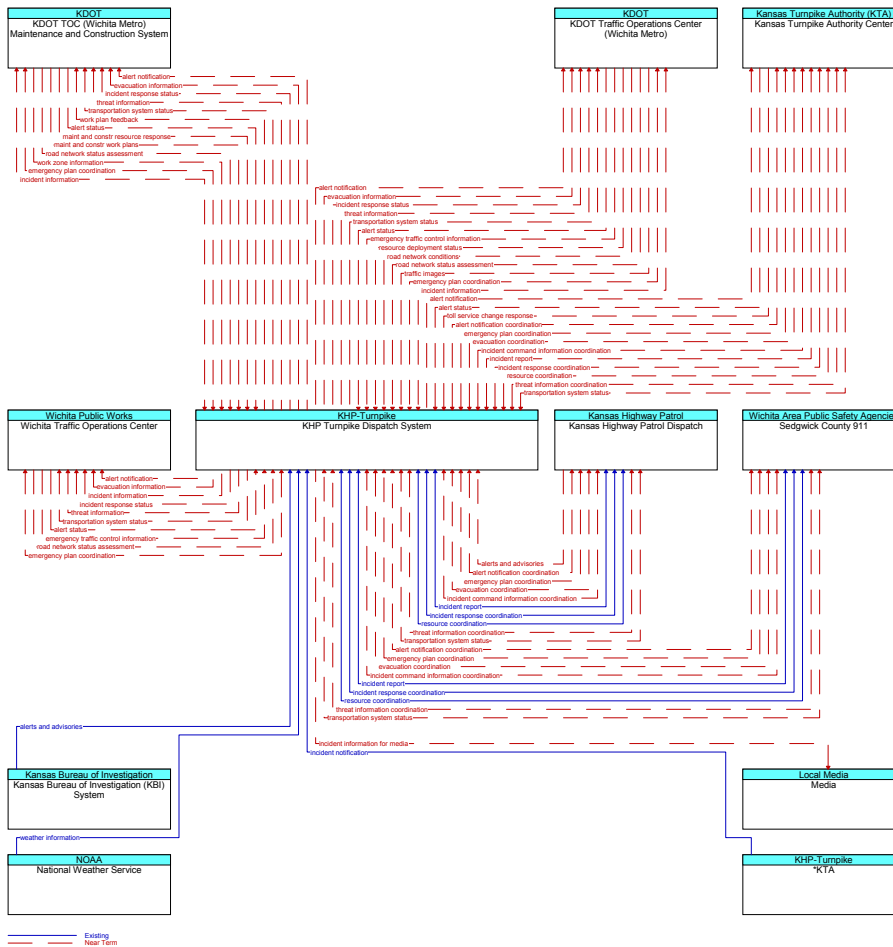 KDOT
KDOT TOC (Wichita Metro)
Maintenance and Construction System
KDOT
KDOT Traffic Operations Center
(Wichita Metro)
Kansas Turnpike Authority (KTA)
Kansas Turnpike Authority Center
alert notification
evacuation information
incident response status
threat information
transportation system status
work plan feedback
alert status
maint and constr resource response
maint and constr work plans
road network status assessment
work zone information
emergency plan coordination
incident information
alert notification
evacuation information
incident response status
threat information
transportation system status
alert status
emergency traffic control information
resource deployment status
road network conditions
road network status assessment
traffic images
emergency plan coordination
incident information
alert notification
alert status
toll service change response
alert notification coordination
emergency plan coordination
evacuation coordination
incident command information coordination
incident report
incident response coordination
resource coordination
threat information coordination
transportation system status
Wichita Public Works
Wichita Traffic Operations Center
KHP-Turnpike
KHP Turnpike Dispatch System
Kansas Highway Patrol
Kansas Highway Patrol Dispatch
Wichita Area Public Safety Agencies
Sedgwick County 911
alert notification
evacuation information
incident information
incident response status
threat information
transportation system status
alert status
emergency traffic control information
road network status assessment
emergency plan coordination
alerts and advisories
alert notification coordination
emergency plan coordination
evacuation coordination
incident command information coordination
incident report
incident response coordination
resource coordination
threat information coordination
transportation system status
alert notification coordination
emergency plan coordination
evacuation coordination
incident command information coordination
incident report
incident response coordination
resource coordination
threat information coordination
transportation system status
alerts and advisories
incident information for media
incident notification
Kansas Bureau of Investigation
Kansas Bureau of Investigation (KBI)
System
Local Media
Media
weather information
NOAA
National Weather Service
KHP-Turnpike
*KTA
Existing
Near Term